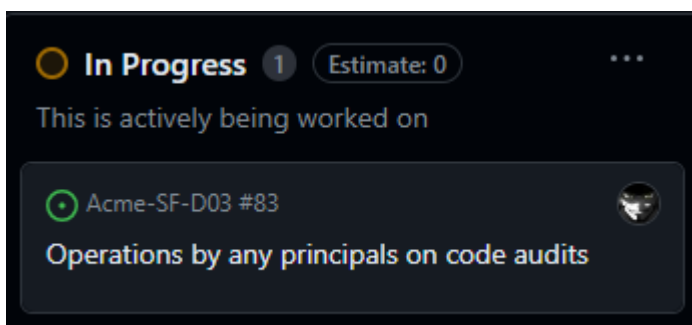 In Progress 1 Estimate: 0
This is actively being worked on
Acme-SF-D03 #83
Operations by any principals on code audits